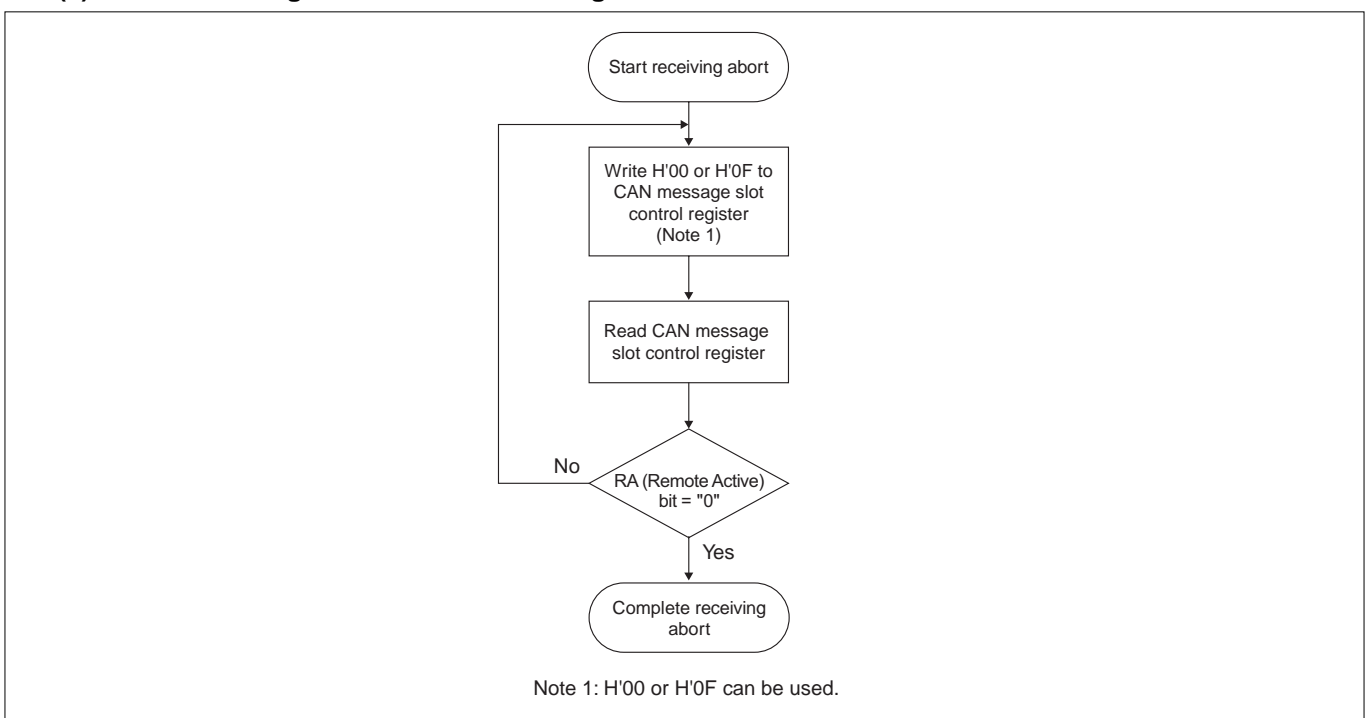 Start receiving abort
Write H'00 or H'0F to
CAN message slot
control register
(Note 1)
Read CAN message
slot control register
No
RA (Remote Active)
bit = "0"
Yes
Complete receiving
abort
Note 1: H'00 or H'0F can be used.